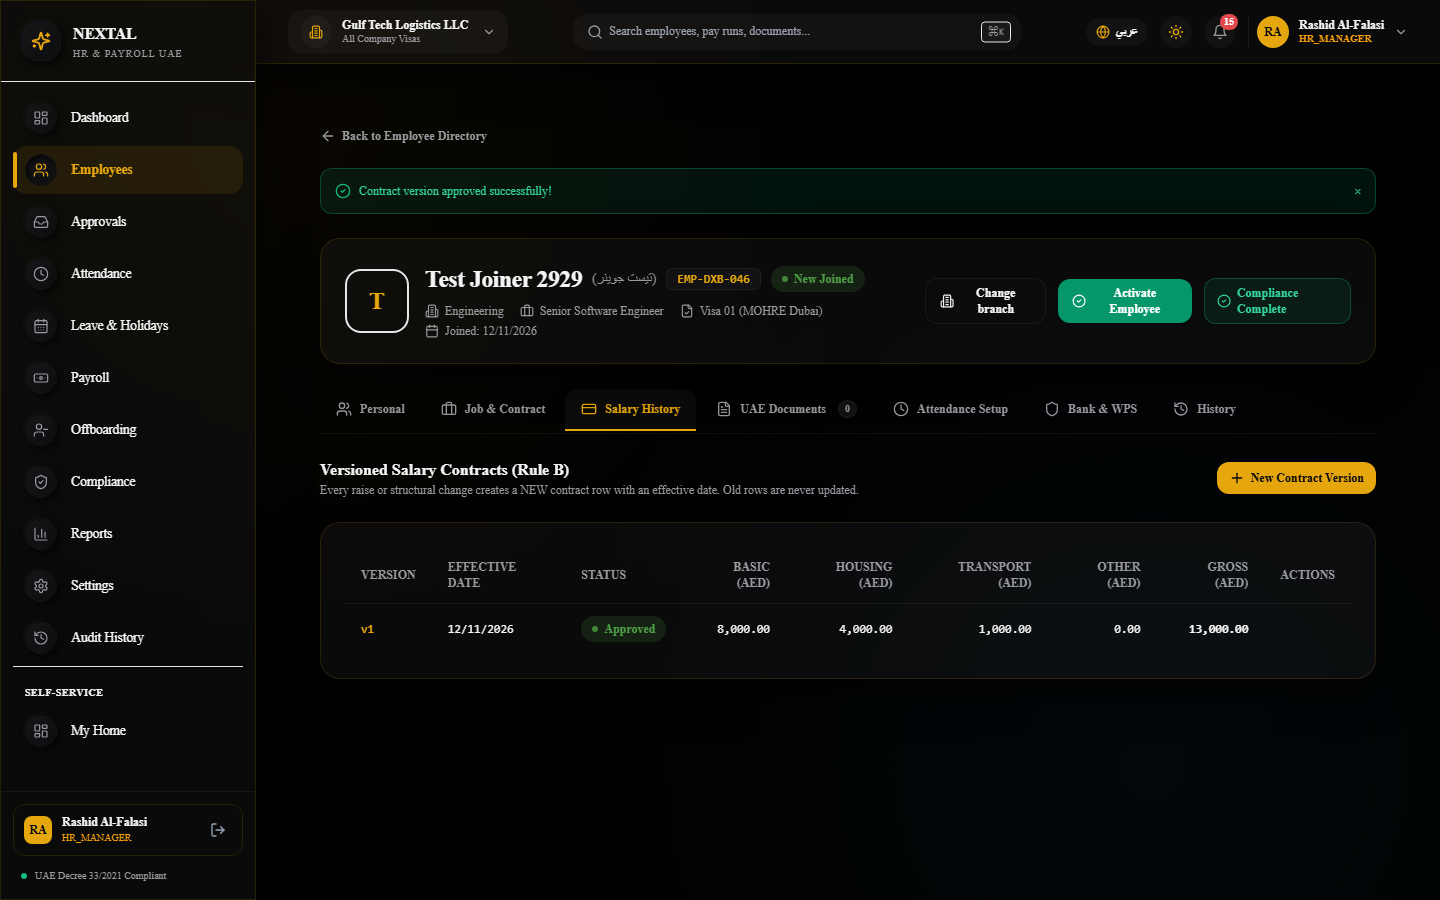 NEXTAL
HR & PAYROLL UAE
Gulf Tech Logistics LLC
All Company Visas
Search employees, pay runs, documents...
⌘K
عربي
15
RA
Rashid Al-Falasi
HR_MANAGER
Dashboard
Employees
Approvals
Attendance
Leave & Holidays
Payroll
Offboarding
Compliance
Reports
Settings
Audit History
SELF-SERVICE
My Home
RA
Rashid Al-Falasi
HR_MANAGER
UAE Decree 33/2021 Compliant
Back to Employee Directory
Contract version approved successfully!
×
T
Test Joiner 2929 (تيست جوينر) EMP-DXB-046 New Joined
Engineering Senior Software Engineer Visa 01 (MOHRE Dubai)
Joined: 12/11/2026
Change
branch
Activate
Employee
Compliance
Complete
Personal Job & Contract Salary History UAE Documents 0 Attendance Setup Bank & WPS History
Versioned Salary Contracts (Rule B)
Every raise or structural change creates a NEW contract row with an effective date. Old rows are never updated.
New Contract Version
VERSION EFFECTIVE DATE STATUS BASIC (AED) HOUSING (AED) TRANSPORT (AED) OTHER (AED) GROSS (AED) ACTIONS
v1 12/11/2026 Approved 8,000.00 4,000.00 1,000.00 0.00 13,000.00